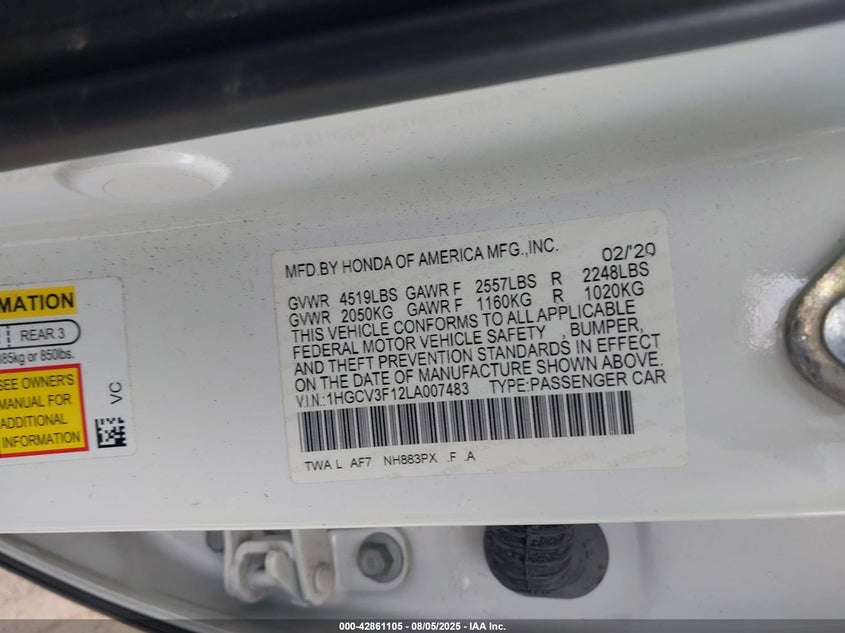 MFD.BY HONDA OF AMERICA MFG.,INC. 02/'20
GVWR 4519LBS GAWR F 2557LBS R 2248LBS
GVWR 2050KG GAWR F 1160KG R 1020KG
THIS VEHICLE CONFORMS TO ALL APPLICABLE
FEDERAL MOTOR VEHICLE SAFETY , BUMPER,
AND THEFT PREVENTION STANDARDS IN EFFECT
ON THE DATE OF MANUFACTURE SHOWN ABOVE.
V.I.N.:1HGCV3F12LA007483 TYPE:PASSENGER CAR
TWA L AF7 NH883PX .F .A
MATION
REAR 3
385kg or 850lbs.
SEE OWNER'S
MANUAL FOR
ADDITIONAL
INFORMATION
VC
000-42861105 - 08/05/2025 - IAA Inc.